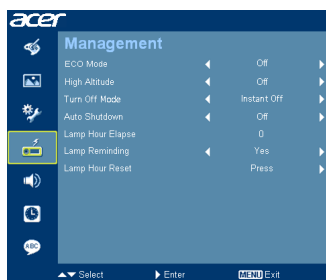 acer
Management
ECO Mode Off
High Altitude Off
Turn Off Mode Instant Off
Auto Shutdown Off
Lamp Hour Elapse 0
Lamp Reminding Yes
Lamp Hour Reset Press
ABC
Select Enter MENU Exit